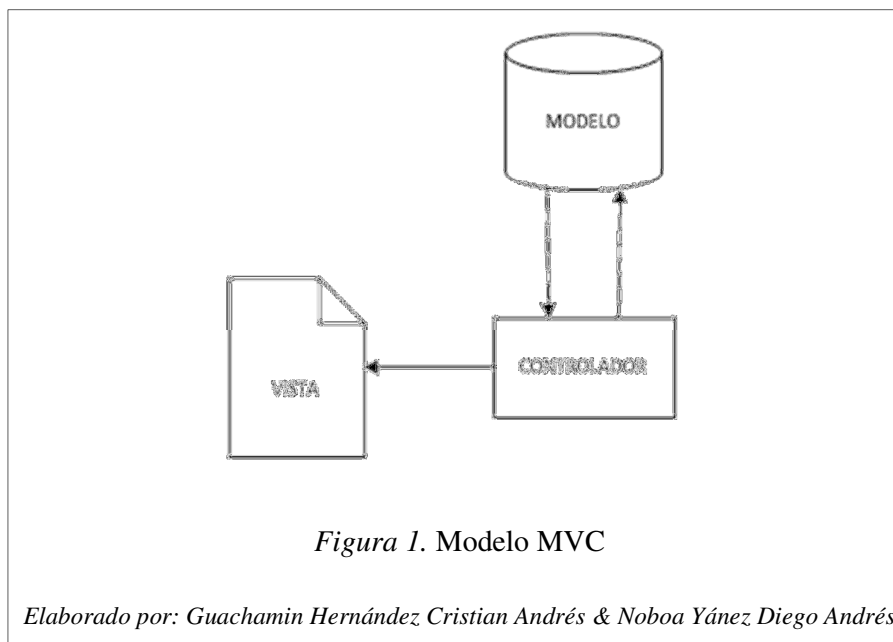 MODELO
CONTROLADOR
VISTA
Figura 1. Modelo MVC
Elaborado por: Guachamin Hernández Cristian Andrés & Noboa Yánez Diego Andrés